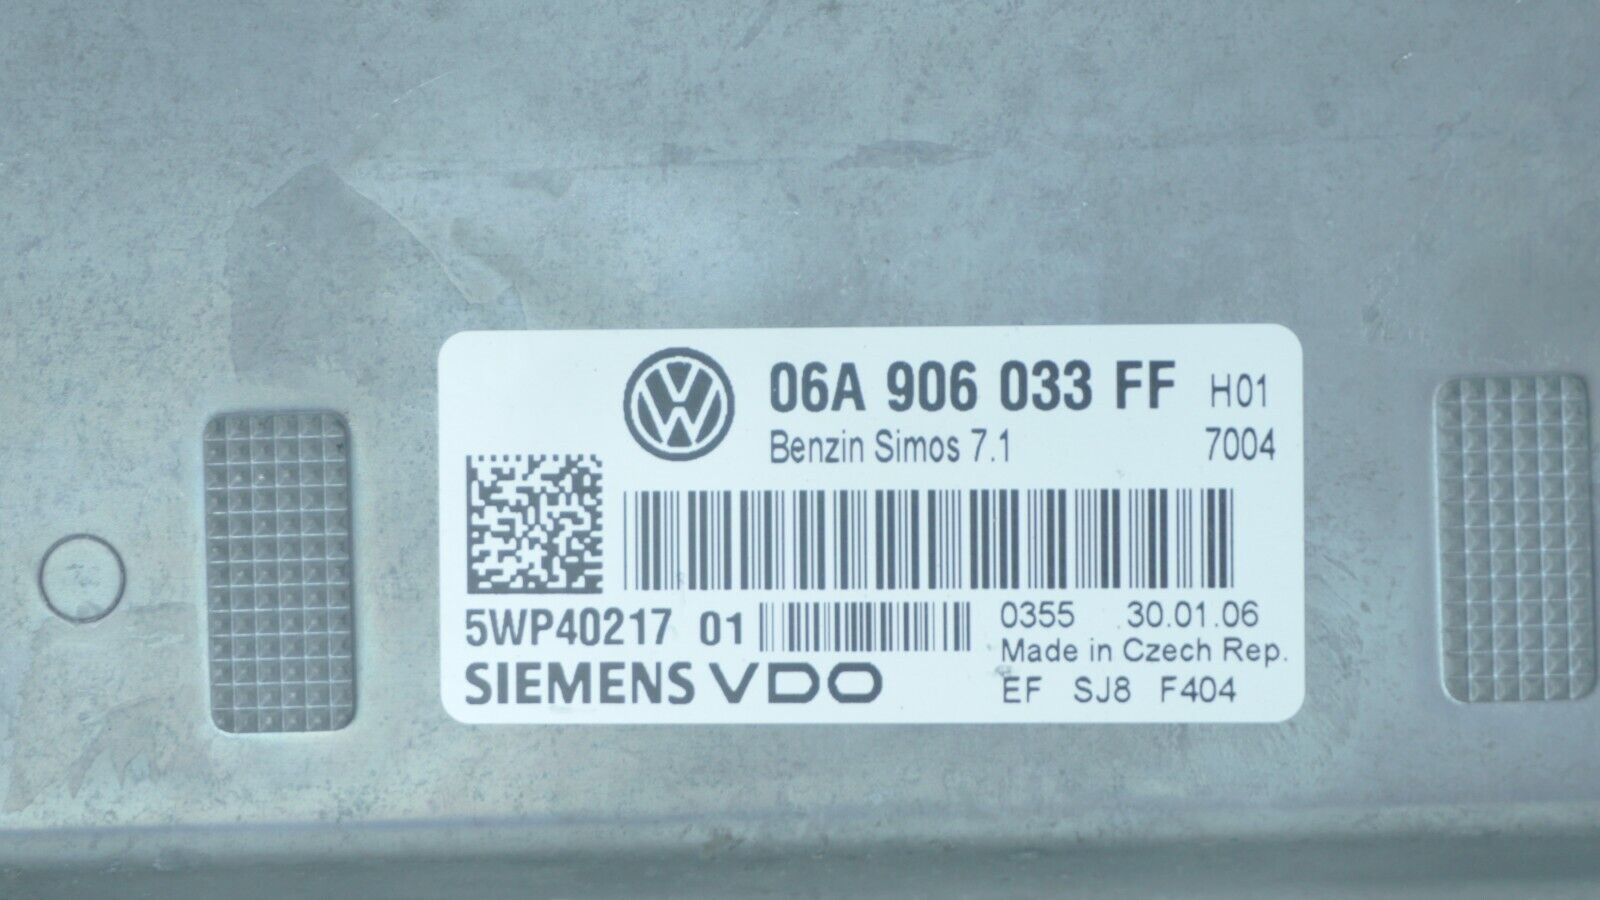 06A 906 033 FF H01
Benzin Simos 7.1 7004
5WP40217 01 0355 30.01.06
Made in Czech Rep.
SIEMENS VDO EF SJ8 F404